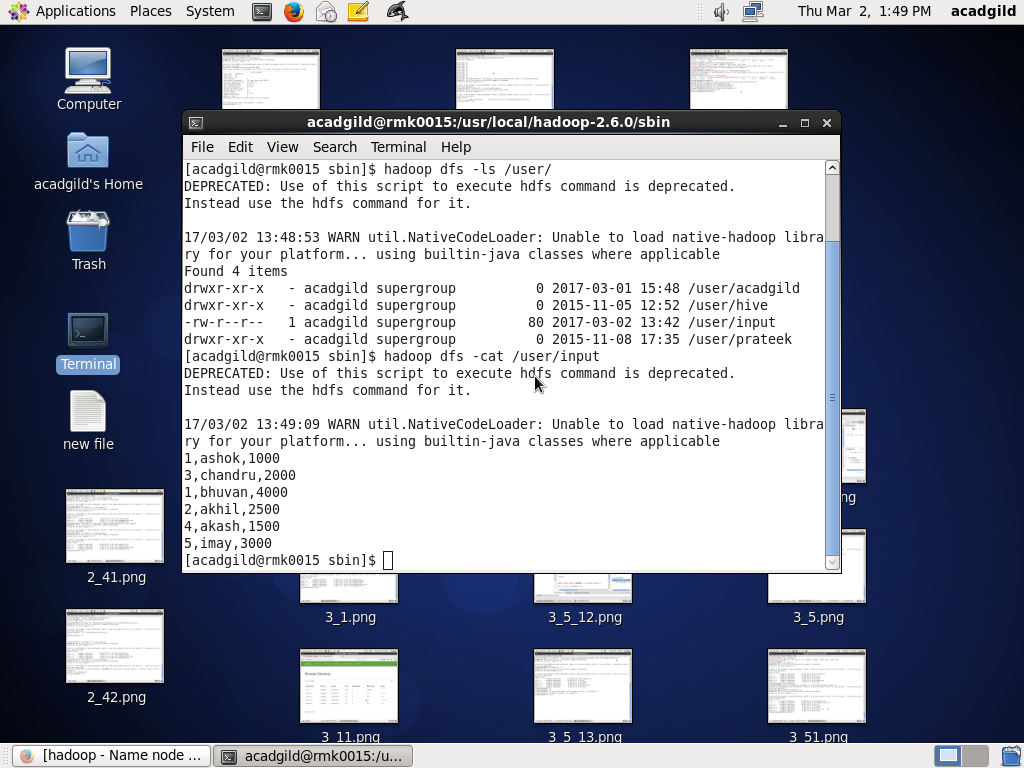 Applications Places System Thu Mar 2, 1:49 PM acadgild
Computer
acadgild's Home
Trash
Terminal
new file
2_41.png
2_42.png
acadgild@rmk0015:/usr/local/hadoop-2.6.0/sbin
File Edit View Search Terminal Help
[acadgild@rmk0015 sbin]$ hadoop dfs -ls /user/
DEPRECATED: Use of this script to execute hdfs command is deprecated.
Instead use the hdfs command for it.
17/03/02 13:48:53 WARN util.NativeCodeLoader: Unable to load native-hadoop libra
ry for your platform... using builtin-java classes where applicable
Found 4 items
drwxr-xr-x   - acadgild supergroup          0 2017-03-01 15:48 /user/acadgild
drwxr-xr-x   - acadgild supergroup          0 2015-11-05 12:52 /user/hive
-rw-r--r--   1 acadgild supergroup         80 2017-03-02 13:42 /user/input
drwxr-xr-x   - acadgild supergroup          0 2015-11-08 17:35 /user/prateek
[acadgild@rmk0015 sbin]$ hadoop dfs -cat /user/input
DEPRECATED: Use of this script to execute hdfs command is deprecated.
Instead use the hdfs command for it.
17/03/02 13:49:09 WARN util.NativeCodeLoader: Unable to load native-hadoop libra
ry for your platform... using builtin-java classes where applicable
1,ashok,1000
3,chandru,2000
1,bhuvan,4000
2,akhil,2500
4,akash,1500
5,imay,3000
[acadgild@rmk0015 sbin]$
ng
3_1.png 3_5_12.png 3_5.png
3_11.png 3_5_13.png 3_51.png
[hadoop - Name node ... acadgild@rmk0015:/u...